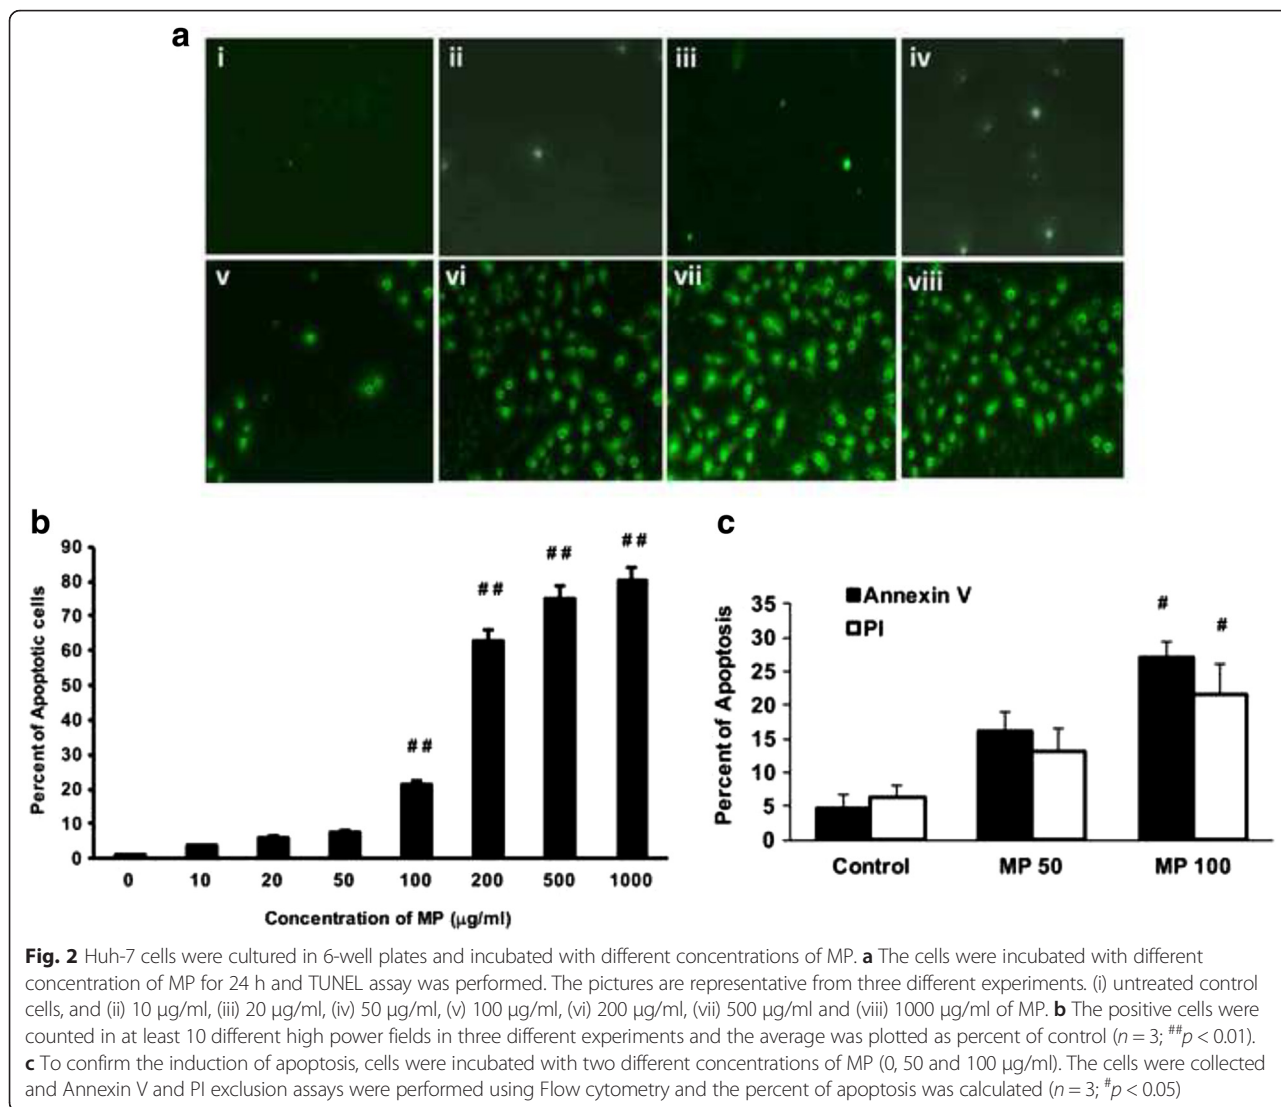 a
i
ii
iii
iv
v
vi
vii
viii
b
Percent of Apoptotic cells
90
80
70
60
50
40
30
20
10
0
##
##
##
##
0 10 20 50 100 200 500 1000
Concentration of MP (µg/ml)
c
Percent of Apoptosis
Annexin V
PI
35
30
25
20
15
10
5
0
#
#
Control MP 50 MP 100
Fig. 2 Huh-7 cells were cultured in 6-well plates and incubated with different concentrations of MP. a The cells were incubated with different
concentration of MP for 24 h and TUNEL assay was performed. The pictures are representative from three different experiments. (i) untreated control
cells, and (ii) 10 µg/ml, (iii) 20 µg/ml, (iv) 50 µg/ml, (v) 100 µg/ml, (vi) 200 µg/ml, (vii) 500 µg/ml and (viii) 1000 µg/ml of MP. b The positive cells were
counted in at least 10 different high power fields in three different experiments and the average was plotted as percent of control (n = 3; ##p < 0.01).
c To confirm the induction of apoptosis, cells were incubated with two different concentrations of MP (0, 50 and 100 µg/ml). The cells were collected
and Annexin V and PI exclusion assays were performed using Flow cytometry and the percent of apoptosis was calculated (n = 3; #p < 0.05)